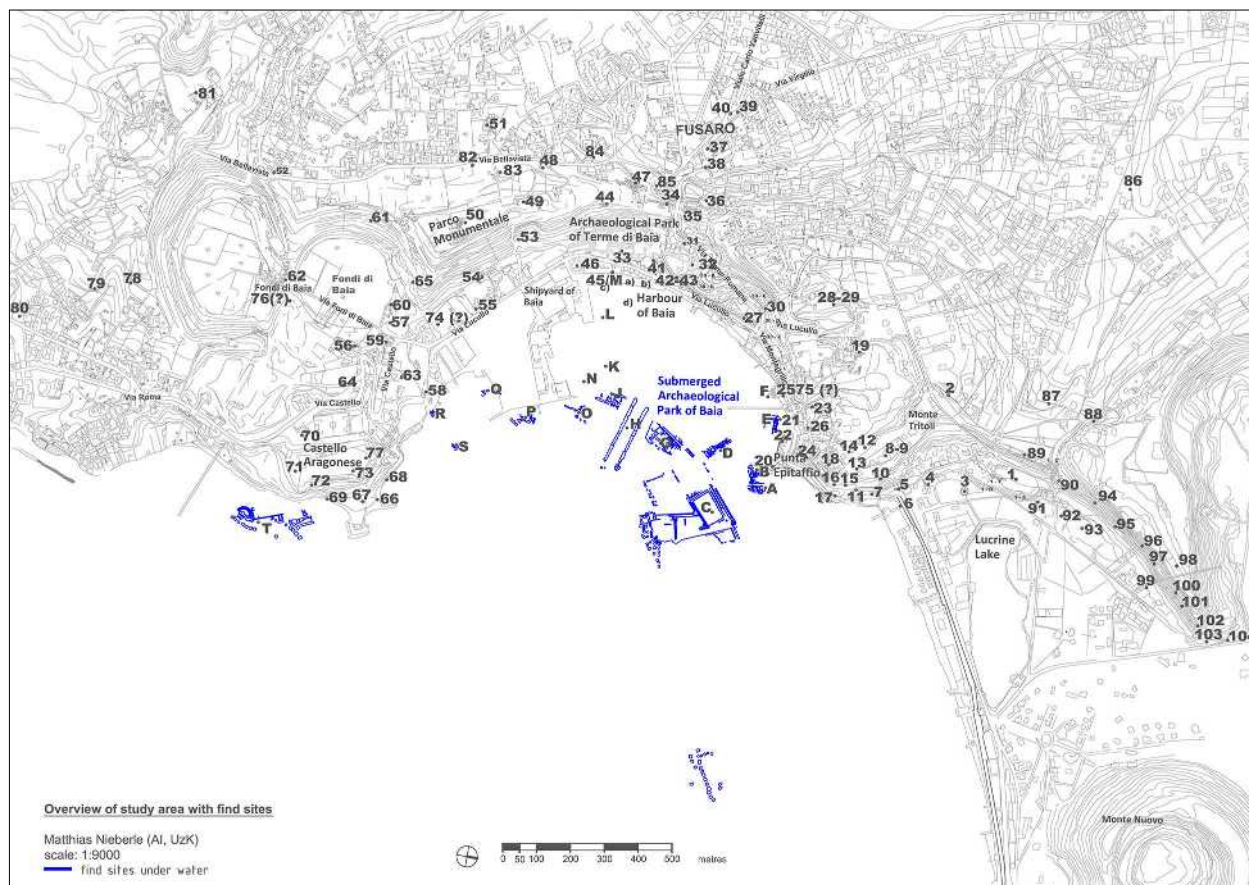 81
40
39
FUSARO
37
38
51
82
Via Bellavista
83
48
84
Via Bellavista
52
47
85
34
36
86
49
44
35
61
Parco
Monumentale
50
53
Archaeological Park
of Terme di Baia
31
33
41
32
46
79
78
62
Fondi di Baia
76(?)
Fondi di
Baia
65
54
45/M
a)
b)
c)
d)
42-43
Shipyard of
Baia
Harbour
of Baia
Via Lucullo
28-29
30
27
Via Lucullo
80
60
57
74 (?)
55
Via Lucullo
L
56
59
Via Castello
19
64
63
K
N
2
87
58
Q
J
Submerged
Archaeological
Park of Baia
F
2575 (?)
23
88
Via Roma
Via Castello
R
P
O
H
E
21
26
Monte
Tritoli
70
Castello
Aragonese
77
S
G
D
22
24
14
12
18
8-9
89
71
73
72
68
20
B
A
Punta
Epitaffio
13
16
15
10
4
3
1
90
69
67
66
17
11
7
5
6
94
T
C
91
92
93
95
Lucrine
Lake
96
97
98
99
100
101
102
103
104
Monte Nuovo
Overview of study area with find sites
Matthias Nieberle (AI, UzK)
scale: 1:9000
find sites under water
0 50 100 200 300 400 500 metres